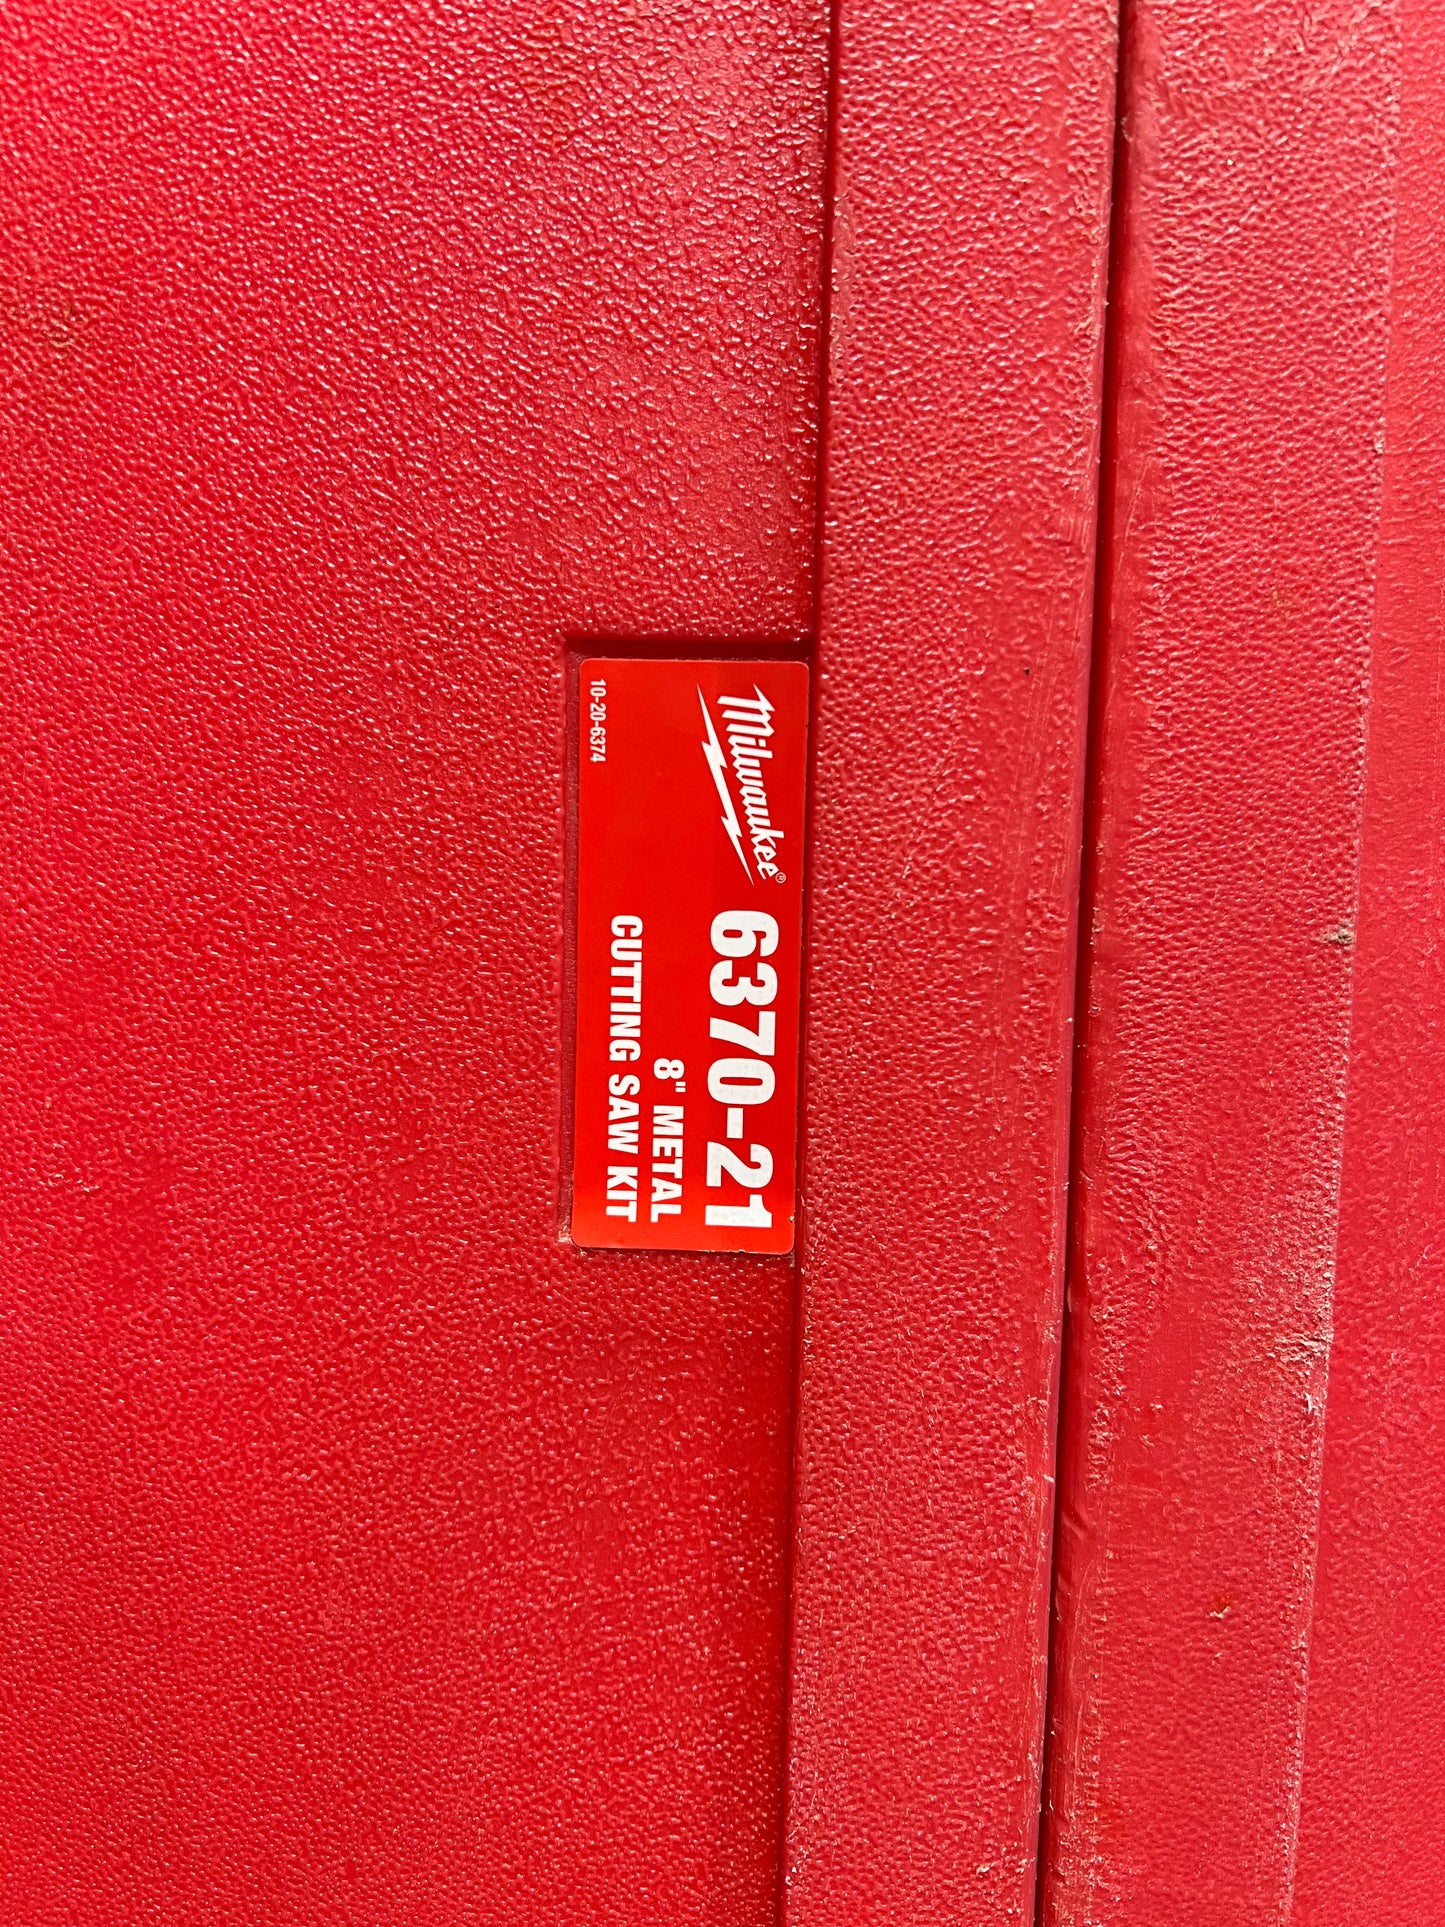 Milwaukee®
6370-21
8" METAL
CUTTING SAW KIT
10-20-6374